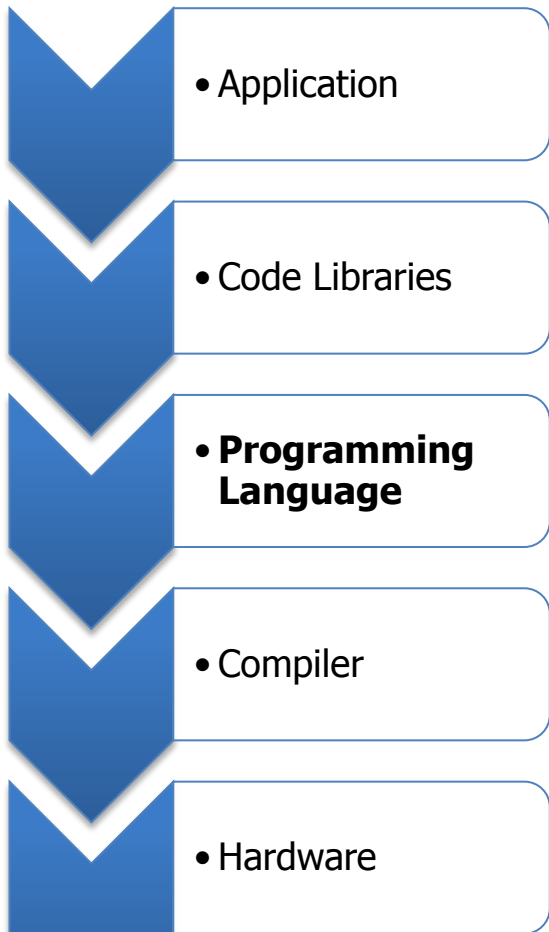 • Application
• Code Libraries
• Programming
Language
• Compiler
• Hardware